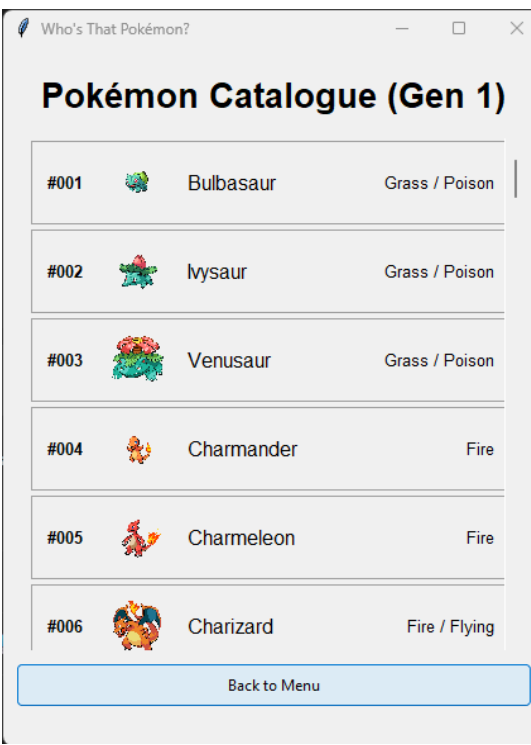 Who's That Pokémon?
Pokémon Catalogue (Gen 1)
#001 Bulbasaur Grass / Poison
#002 Ivysaur Grass / Poison
#003 Venusaur Grass / Poison
#004 Charmander Fire
#005 Charmeleon Fire
#006 Charizard Fire / Flying
Back to Menu